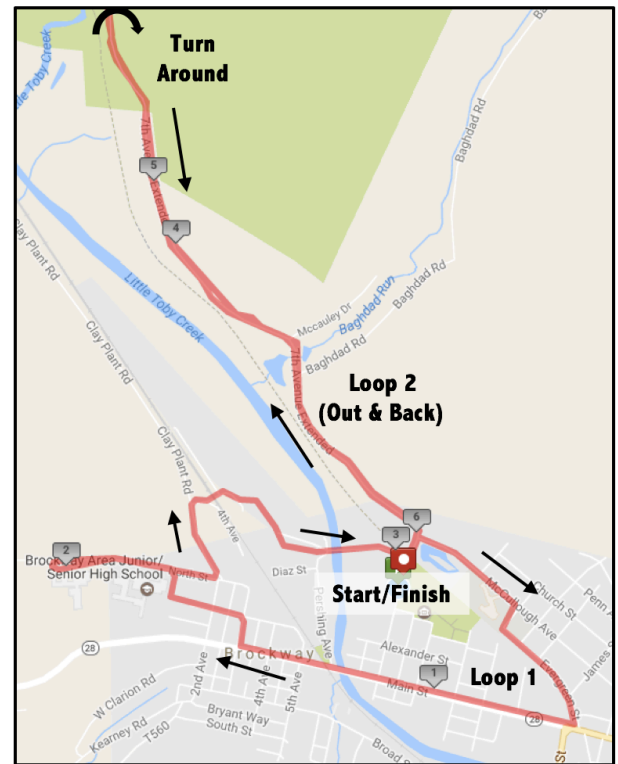 Little Toby Creek
Turn
Around
Baghdad Rd
7th Avenue Extended
5
4
Clay Plant Rd
Little Toby Creek
Mccauley Dr
Baghdad Run
Baghdad Rd
Baghdad Rd
Clay Plant Rd
7th Avenue Extended
Loop 2
(Out & Back)
Clay Plant Rd
4th Ave
6
3
2
Brockway Area Junior/
Senior High School
North St
Diaz St
Start/Finish
McCullough Ave
Church St
Penn A
James S
Pershing Ave
Alexander St
Evergreen St
28
Brockway
1
Loop 1
Main St
28
2nd Ave
4th Ave
5th Ave
W Clarion Rd
Bryant Way
South St
Kearney Rd
T560
Broad
St